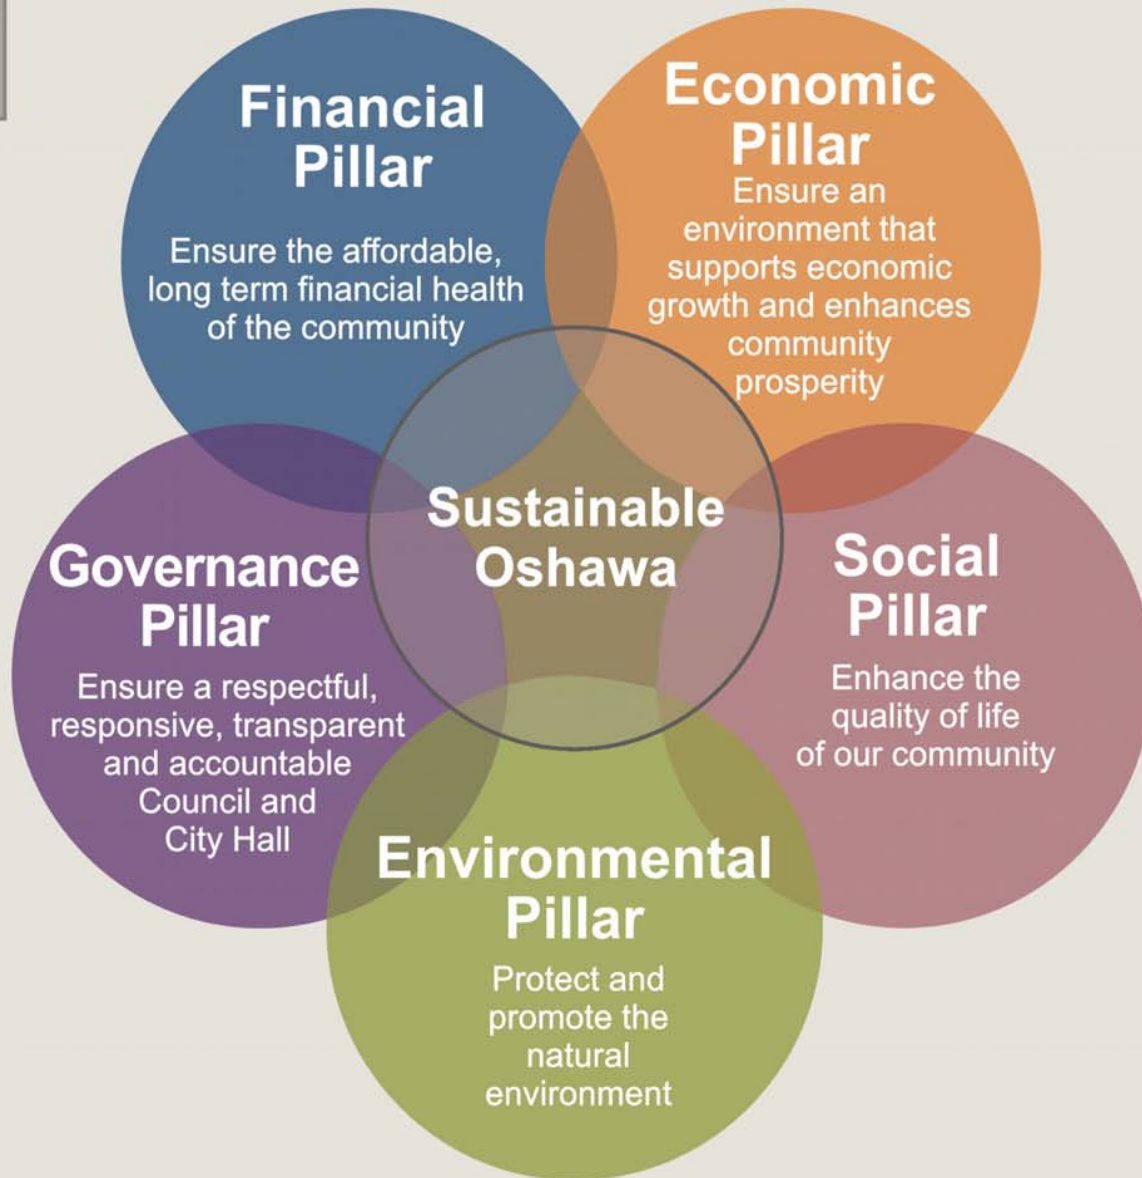 Financial
Pillar
Ensure the affordable,
long term financial health
of the community
Economic
Pillar
Ensure an
environment that
supports economic
growth and enhances
community
prosperity
Sustainable
Oshawa
Governance
Pillar
Ensure a respectful,
responsive, transparent
and accountable
Council and
City Hall
Social
Pillar
Enhance the
quality of life
of our community
Environmental
Pillar
Protect and
promote the
natural
environment